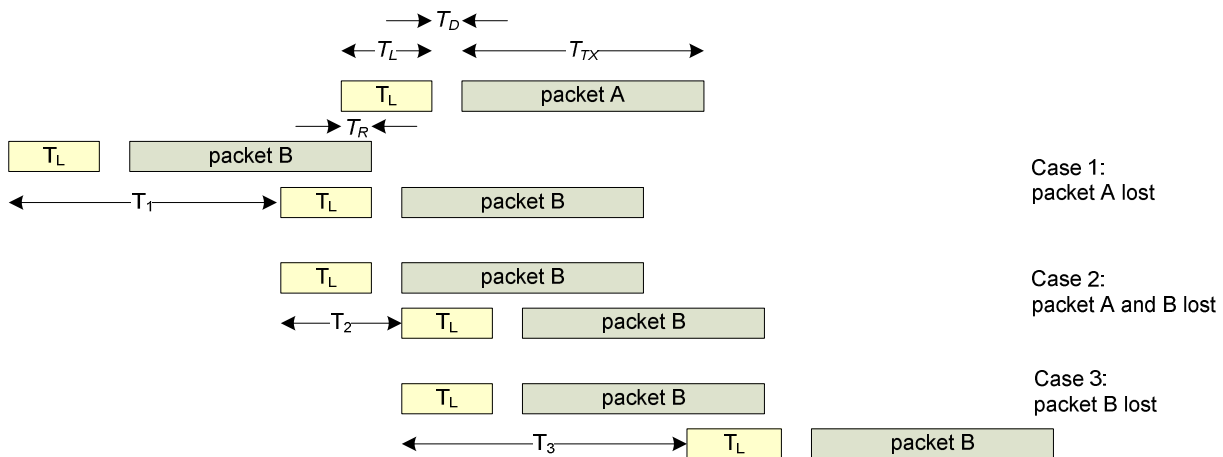 T_D
T_L T_TX
T_L packet A
T_R
T_L packet B
Case 1:
packet A lost
T_1 T_L packet B
T_L packet B
Case 2:
packet A and B lost
T_2 T_L packet B
Case 3:
packet B lost
T_L packet B
T_3 T_L packet B